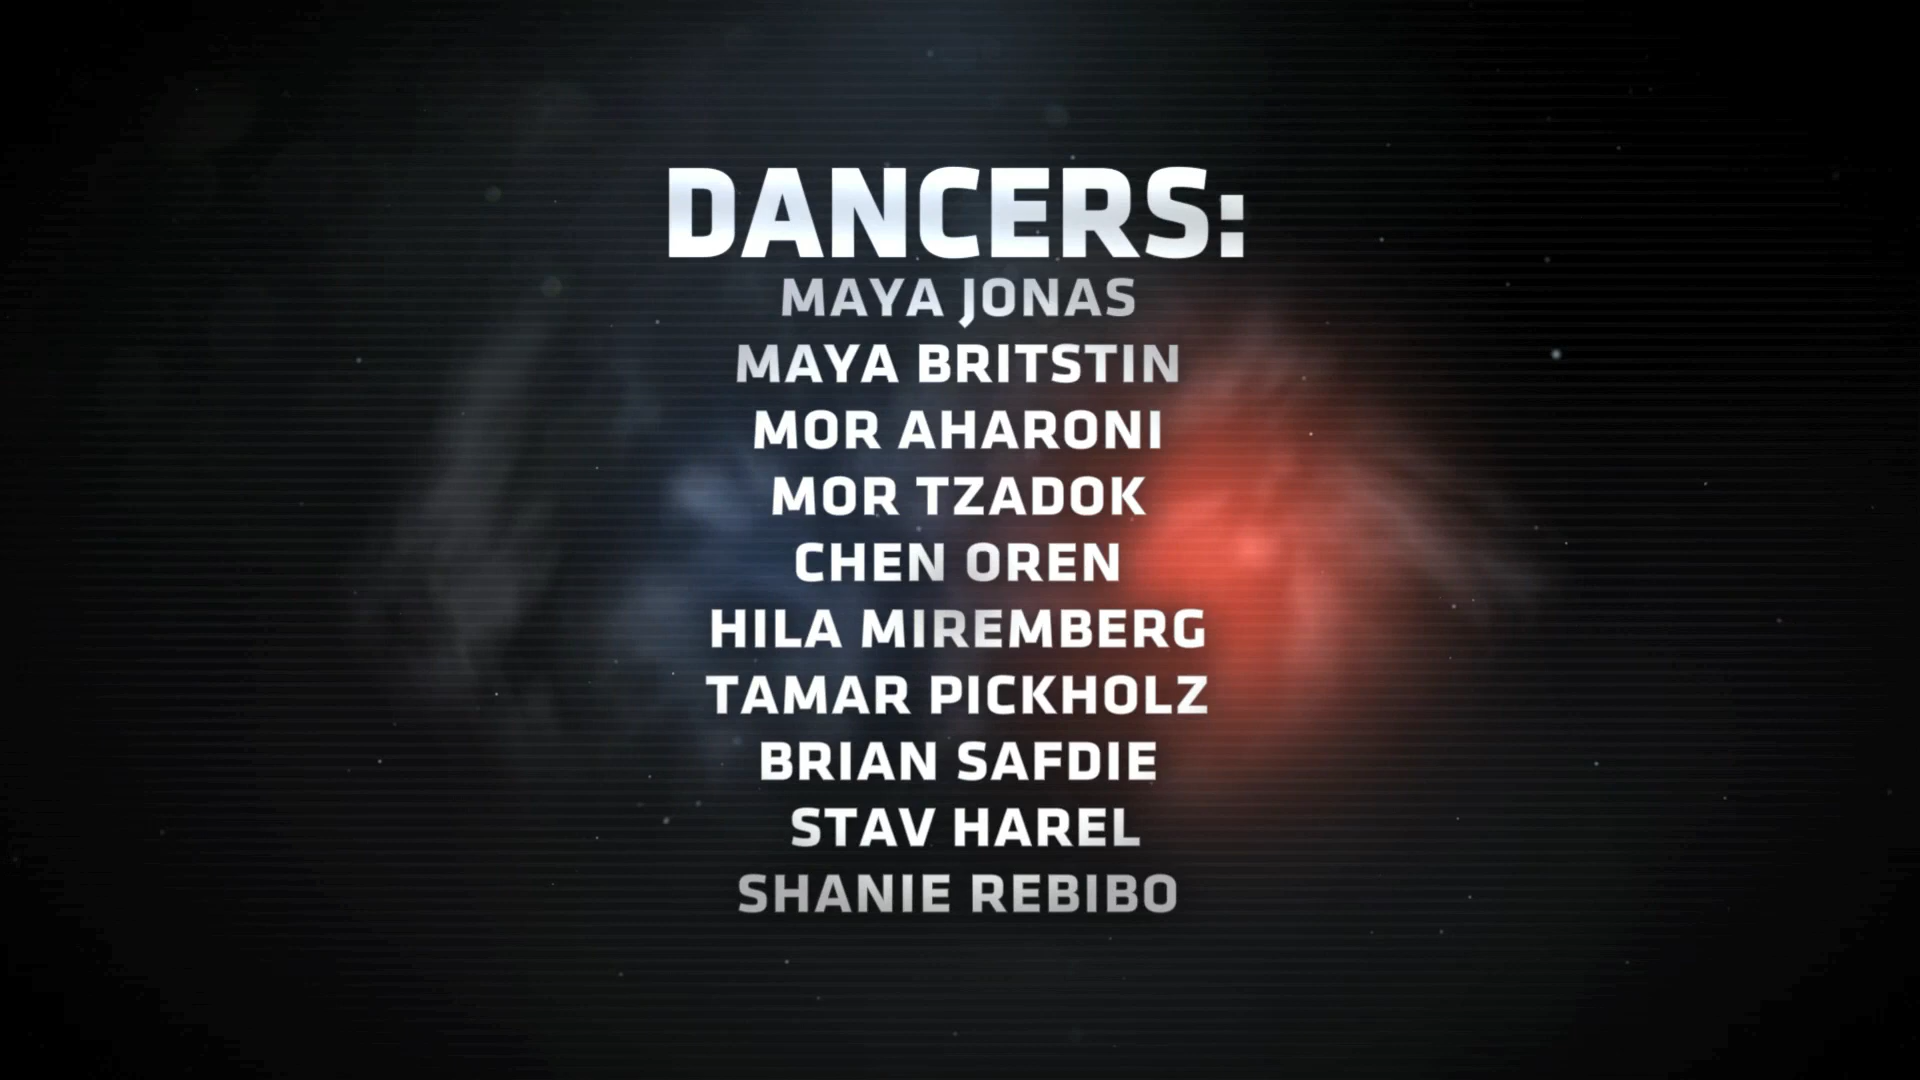 DANCERS:
MAYA JONAS
MAYA BRITSTIN
MOR AHARONI
MOR TZADOK
CHEN OREN
HILA MIREMBERG
TAMAR PICKHOLZ
BRIAN SAFDIE
STAV HAREL
SHANIE REBIBO